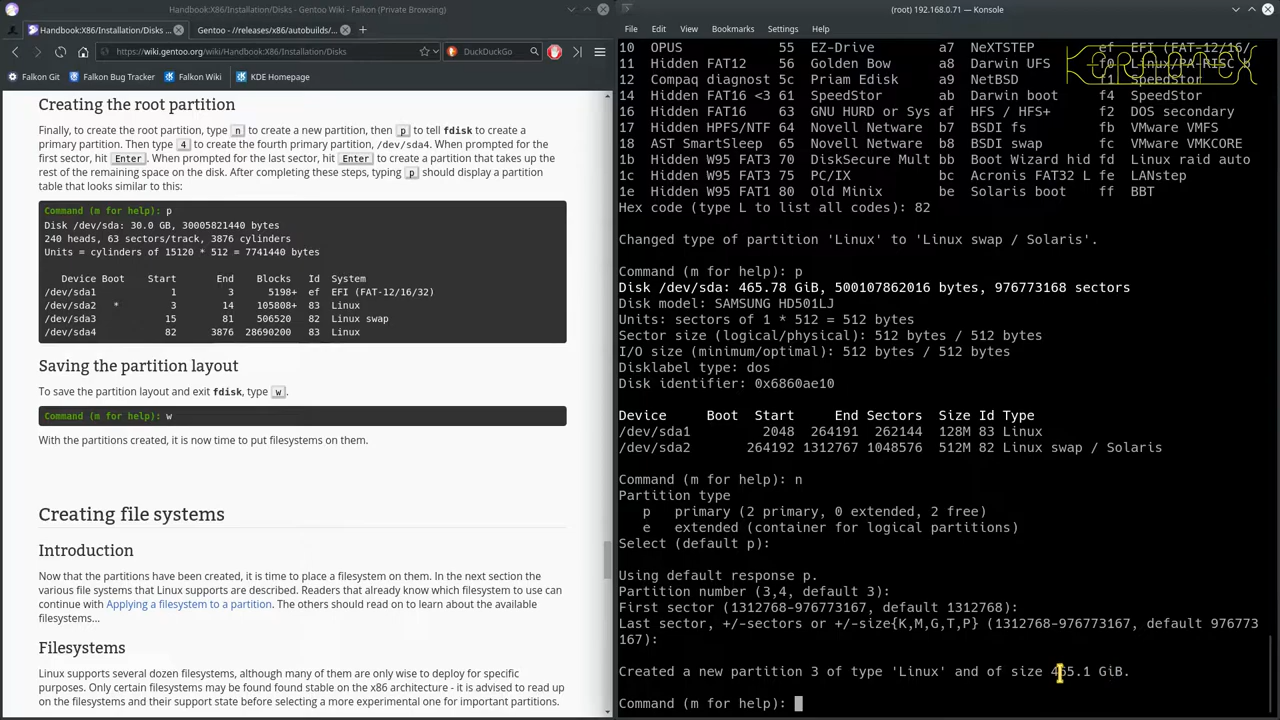 Handbook:X86/Installation/Disks - Gentoo Wiki - Falkon (Private Browsing)
Handbook:X86/Installation/Disks ...
Gentoo - //releases/x86/autobuilds/...
https://wiki.gentoo.org/wiki/Handbook:X86/Installation/Disks
DuckDuckGo
Falkon Git
Falkon Bug Tracker
Falkon Wiki
KDE Homepage
Creating the root partition
Finally, to create the root partition, type n to create a new partition, then p to tell fdisk to create a
primary partition. Then type 4 to create the fourth primary partition, /dev/sda4. When prompted for the
first sector, hit Enter. When prompted for the last sector, hit Enter to create a partition that takes up the
rest of the remaining space on the disk. After completing these steps, typing p should display a partition
table that looks similar to this:
Command (m for help): p
Disk /dev/sda: 30.0 GB, 30005821440 bytes
240 heads, 63 sectors/track, 3876 cylinders
Units = cylinders of 15120 * 512 = 7741440 bytes
Device Boot Start End Blocks Id System
/dev/sda1 1 3 5198+ ef EFI (FAT-12/16/32)
/dev/sda2 * 3 14 105808+ 83 Linux
/dev/sda3 15 81 506520 82 Linux swap
/dev/sda4 82 3876 28690200 83 Linux
Saving the partition layout
To save the partition layout and exit fdisk, type w.
Command (m for help): w
With the partitions created, it is now time to put filesystems on them.
Creating file systems
Introduction
Now that the partitions have been created, it is time to place a filesystem on them. In the next section the
various file systems that Linux supports are described. Readers that already know which filesystem to use can
continue with Applying a filesystem to a partition. The others should read on to learn about the available
filesystems...
Filesystems
Linux supports several dozen filesystems, although many of them are only wise to deploy for specific
purposes. Only certain filesystems may be found found stable on the x86 architecture - it is advised to read up
on the filesystems and their support state before selecting a more experimental one for important partitions.
(root) 192.168.0.71 — Konsole
File Edit View Bookmarks Settings Help
10 OPUS 55 EZ-Drive a7 NeXTSTEP ef EFI (FAT-12/16/
11 Hidden FAT12 56 Golden Bow a8 Darwin UFS f0 Linux/PA-RISC b
12 Compaq diagnost 5c Priam Edisk a9 NetBSD f1 SpeedStor
14 Hidden FAT16 <3 61 SpeedStor ab Darwin boot f4 SpeedStor
16 Hidden FAT16 63 GNU HURD or Sys af HFS / HFS+ f2 DOS secondary
17 Hidden HPFS/NTF 64 Novell Netware b7 BSDI fs fb VMware VMFS
18 AST SmartSleep 65 Novell Netware b8 BSDI swap fc VMware VMKCORE
1b Hidden W95 FAT3 70 DiskSecure Mult bb Boot Wizard hid fd Linux raid auto
1c Hidden W95 FAT3 75 PC/IX bc Acronis FAT32 L fe LANstep
1e Hidden W95 FAT1 80 Old Minix be Solaris boot ff BBT
Hex code (type L to list all codes): 82
Changed type of partition 'Linux' to 'Linux swap / Solaris'.
Command (m for help): p
Disk /dev/sda: 465.78 GiB, 500107862016 bytes, 976773168 sectors
Disk model: SAMSUNG HD501LJ
Units: sectors of 1 * 512 = 512 bytes
Sector size (logical/physical): 512 bytes / 512 bytes
I/O size (minimum/optimal): 512 bytes / 512 bytes
Disklabel type: dos
Disk identifier: 0x6860ae10
Device Boot Start End Sectors Size Id Type
/dev/sda1 2048 264191 262144 128M 83 Linux
/dev/sda2 264192 1312767 1048576 512M 82 Linux swap / Solaris
Command (m for help): n
Partition type
p primary (2 primary, 0 extended, 2 free)
e extended (container for logical partitions)
Select (default p):
Using default response p.
Partition number (3,4, default 3):
First sector (1312768-976773167, default 1312768):
Last sector, +/-sectors or +/-size{K,M,G,T,P} (1312768-976773167, default 976773
167):
Created a new partition 3 of type 'Linux' and of size 465.1 GiB.
Command (m for help):